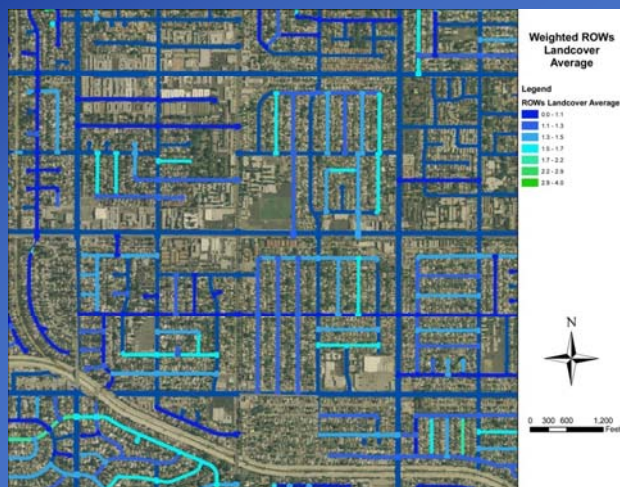 Weighted ROWs
Landcover
Average
Legend
ROWs Landcover Average
0.0 - 1.1
1.1 - 1.3
1.3 - 1.5
1.5 - 1.7
1.7 - 2.2
2.2 - 2.9
2.9 - 4.0
N
0 300 600 1,200
Feet